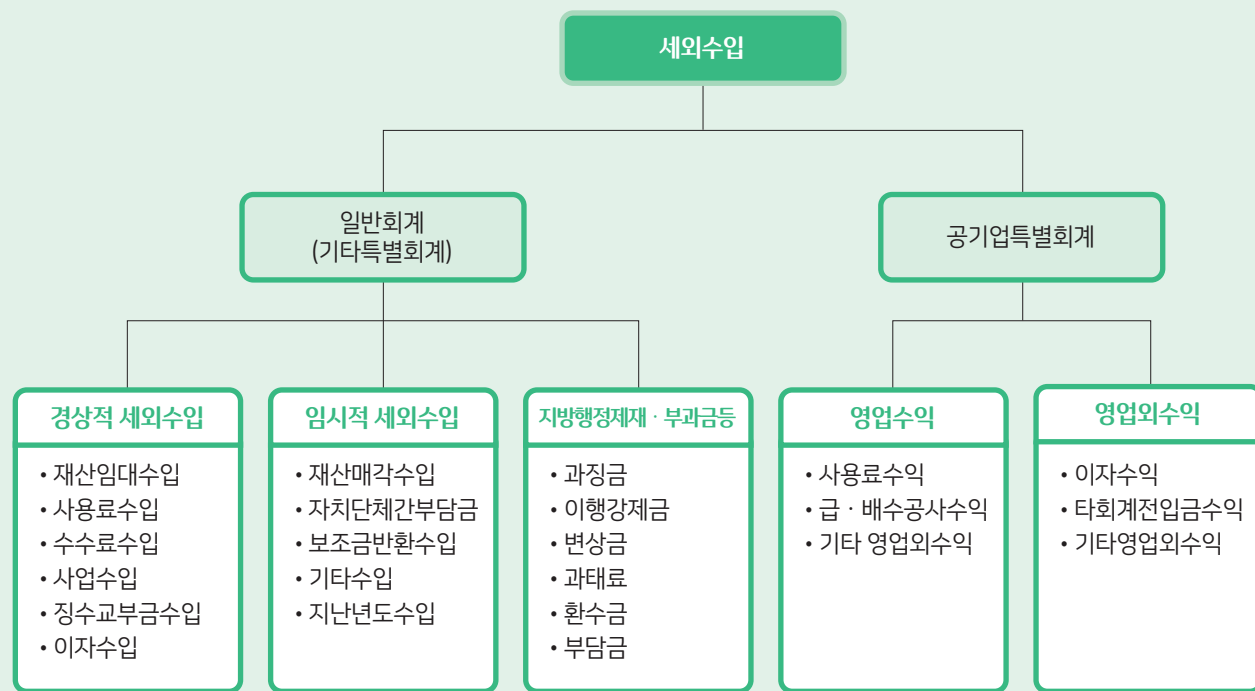 세외수입
일반회계
(기타특별회계)
공기업특별회계
경상적 세외수입
• 재산임대수입
• 사용료수입
• 수수료수입
• 사업수입
• 징수교부금수입
• 이자수입
임시적 세외수입
• 재산매각수입
• 자치단체간부담금
• 보조금반환수입
• 기타수입
• 지난년도수입
지방행정제재 · 부과금등
• 과징금
• 이행강제금
• 변상금
• 과태료
• 환수금
• 부담금
영업수익
• 사용료수익
• 급 · 배수공사수익
• 기타 영업외수익
영업외수익
• 이자수익
• 타회계전입금수익
• 기타영업외수익